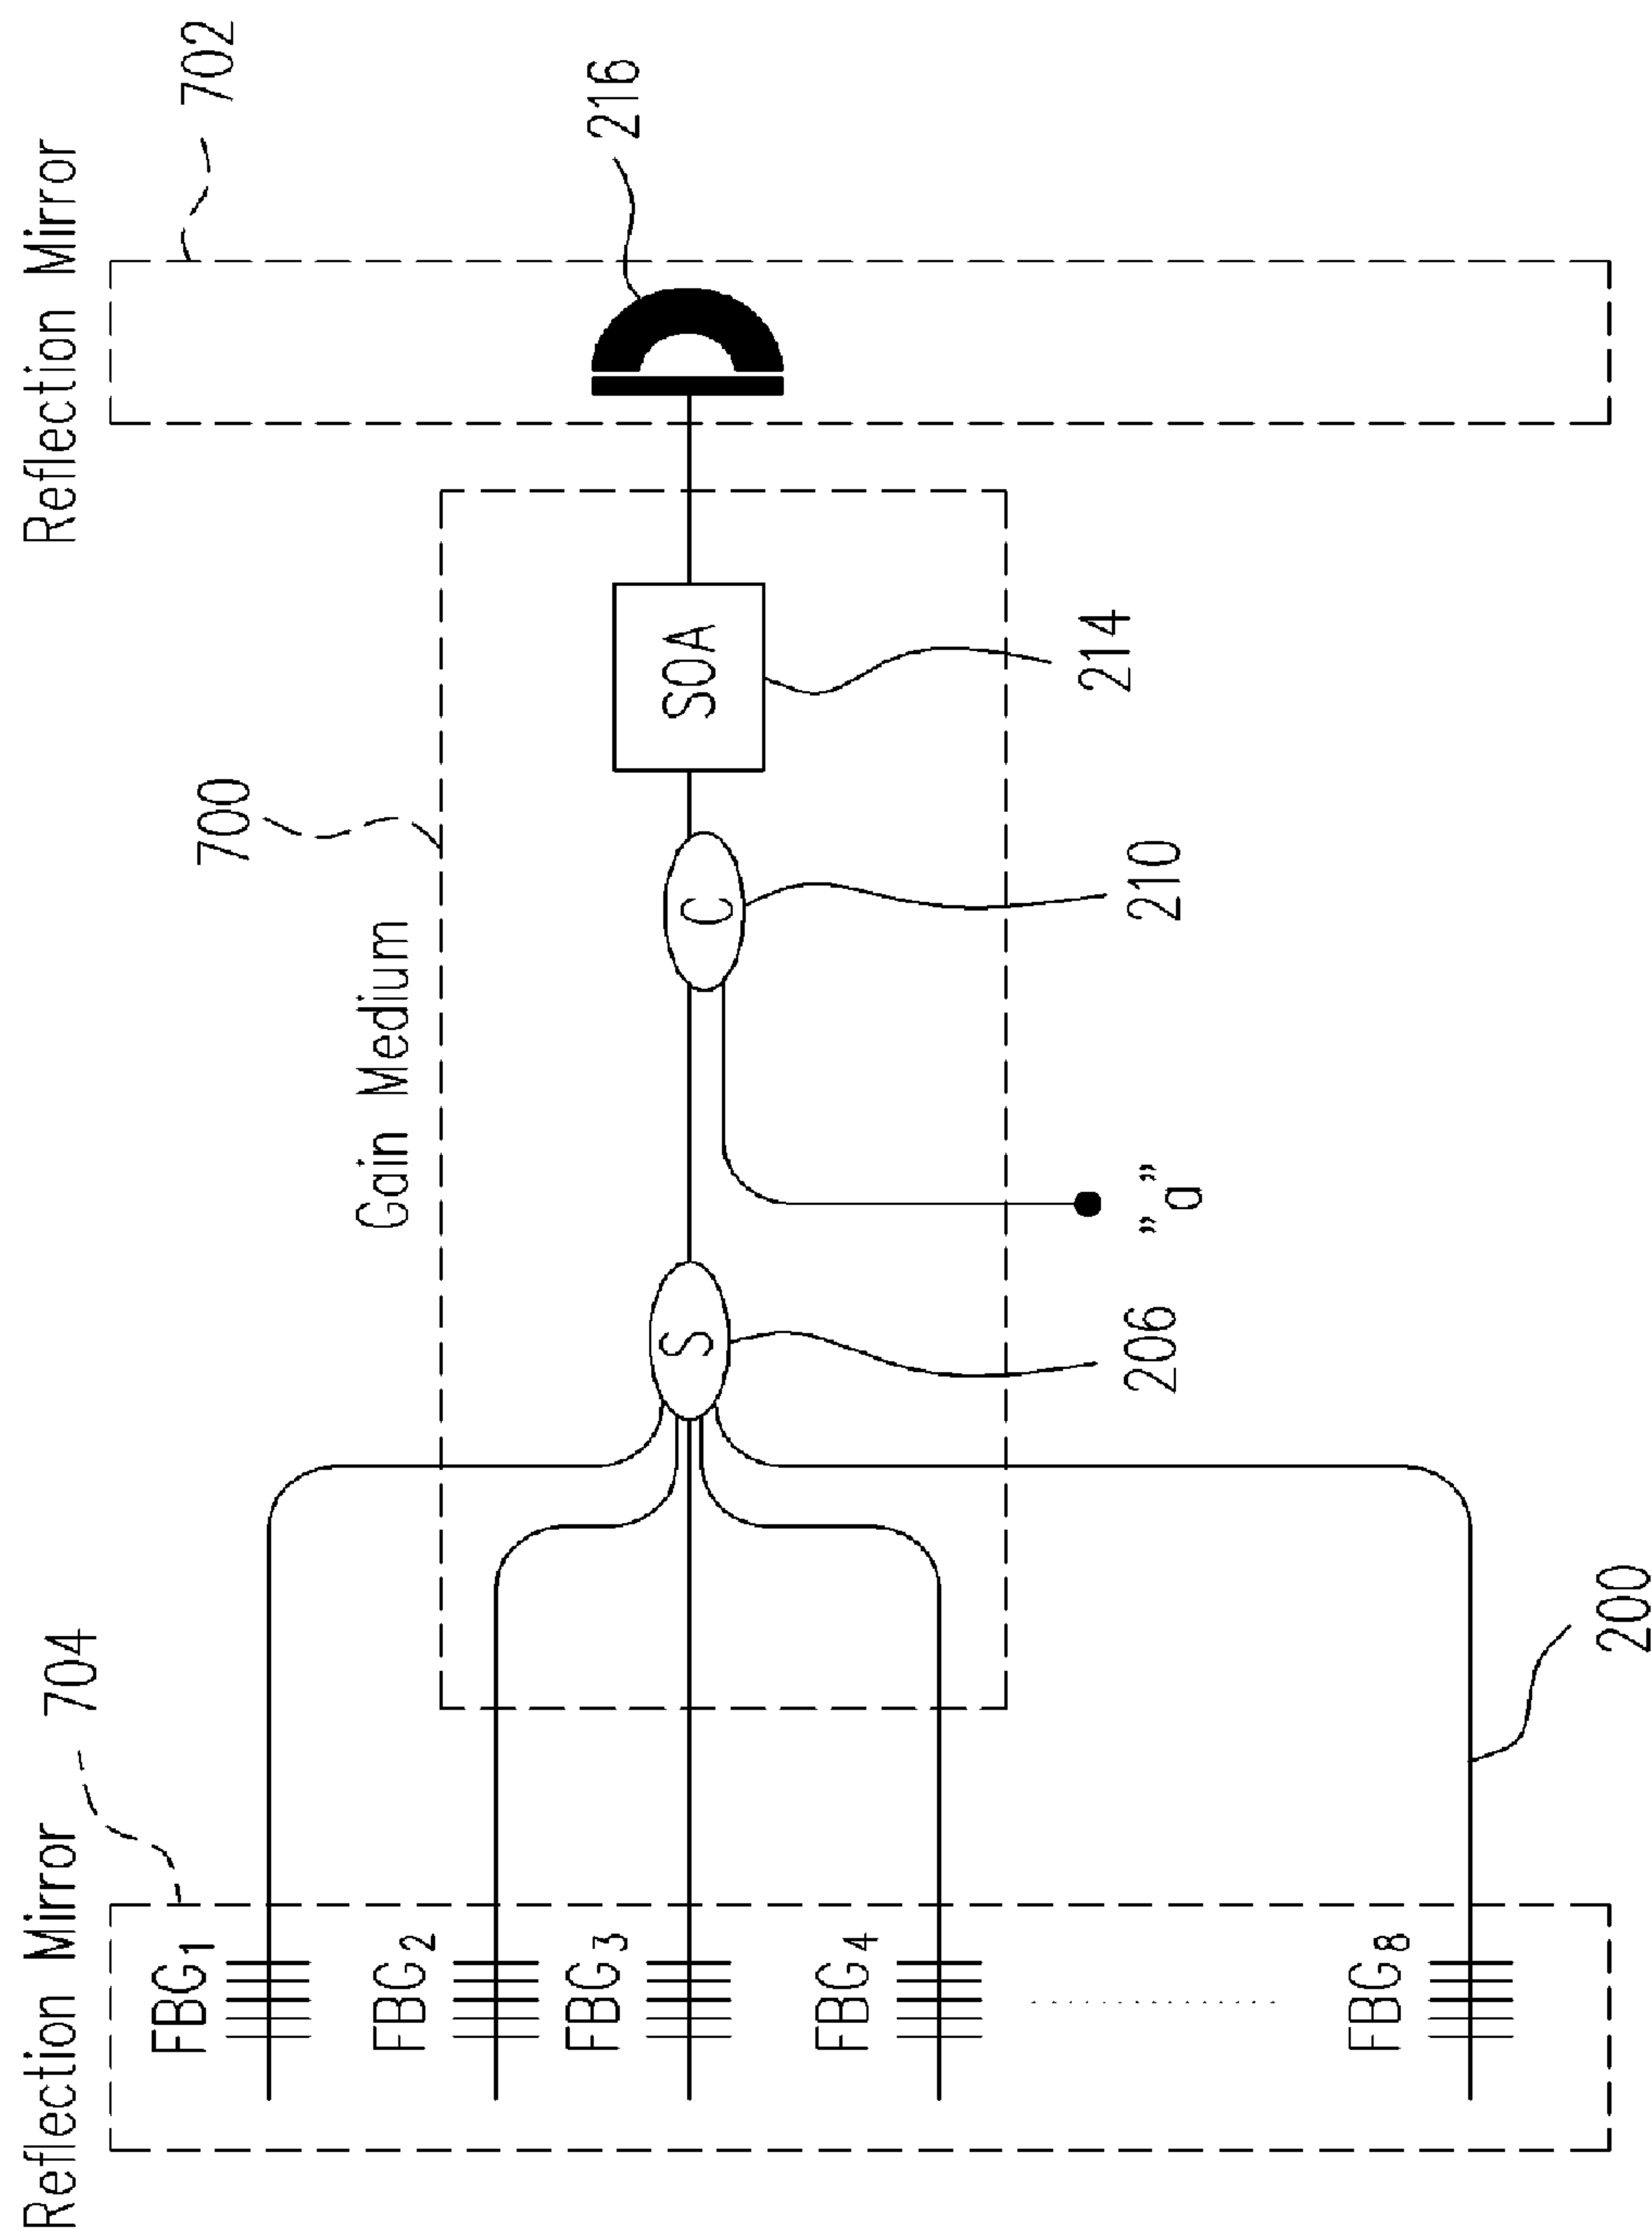 Reflection Mirror
704
Gain Medium
700
Reflection Mirror
702
FBG1
FBG2
FBG3
FBG4
FBG8
S
C
SOA
216
206
"a"
210
214
200